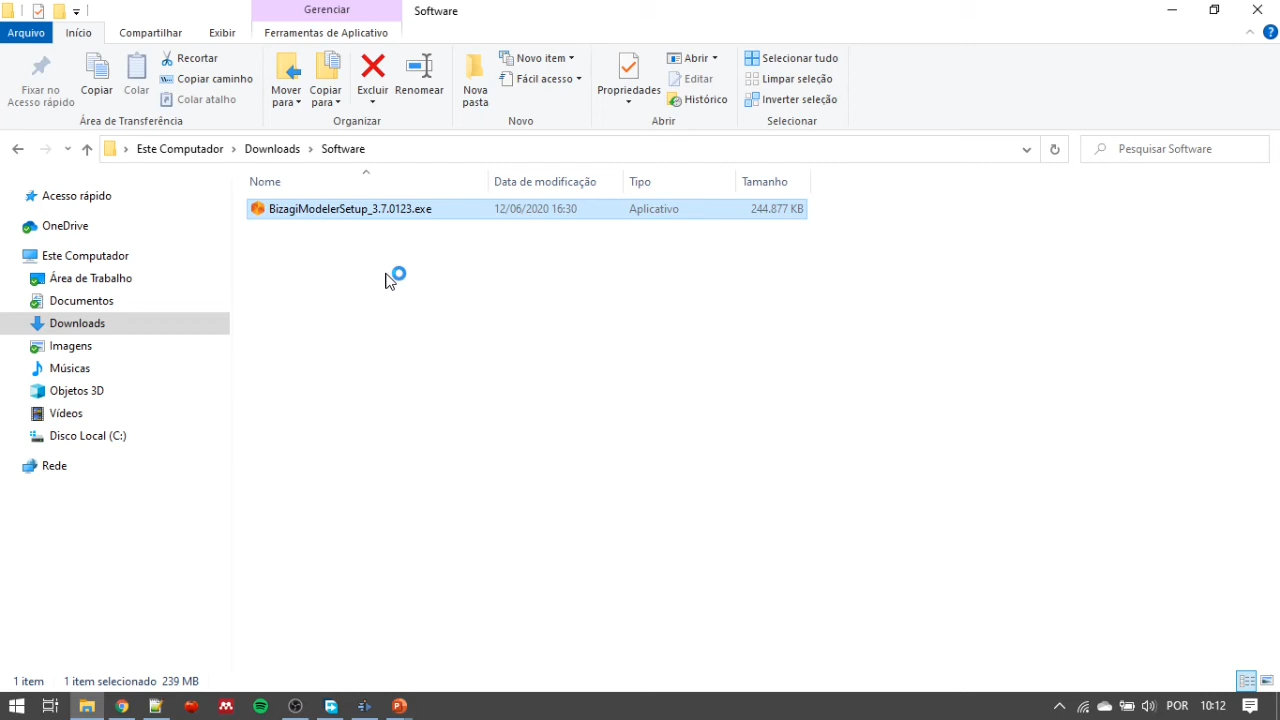 Gerenciar
Software
Arquivo
Início
Compartilhar
Exibir
Ferramentas de Aplicativo
Fixar no
Acesso rápido
Copiar
Colar
Recortar
Copiar caminho
Colar atalho
Área de Transferência
Mover
para
Copiar
para
Excluir
Renomear
Organizar
Nova
pasta
Novo item
Fácil acesso
Novo
Propriedades
Abrir
Editar
Histórico
Abrir
Selecionar tudo
Limpar seleção
Inverter seleção
Selecionar
Este Computador
Downloads
Software
Pesquisar Software
Nome
Data de modificação
Tipo
Tamanho
BizagiModelerSetup_3.7.0123.exe
12/06/2020 16:30
Aplicativo
244.877 KB
Acesso rápido
OneDrive
Este Computador
Área de Trabalho
Documentos
Downloads
Imagens
Músicas
Objetos 3D
Vídeos
Disco Local (C:)
Rede
1 item
1 item selecionado 239 MB
POR
10:12